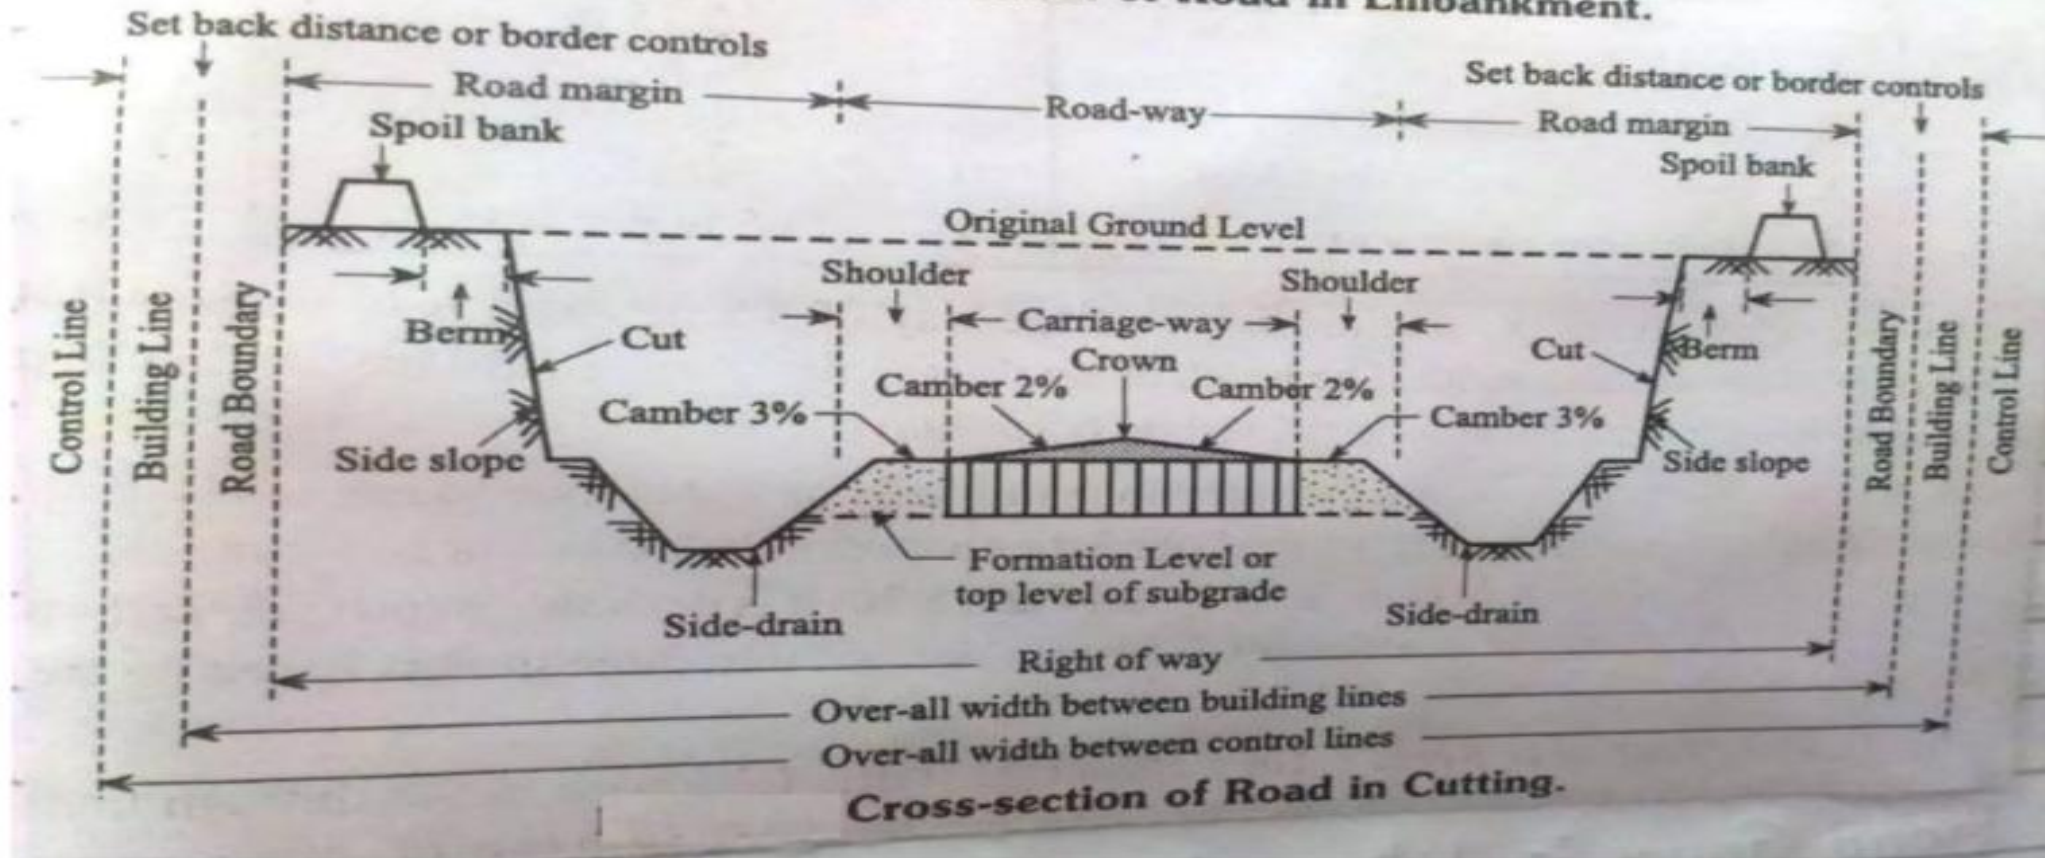 Road in Embankment.
Set back distance or border controls
Set back distance or border controls
Road margin
Road-way
Road margin
Spoil bank
Spoil bank
Original Ground Level
Shoulder
Shoulder
Berm
Cut
Carriage-way
Cut
Berm
Crown
Camber 2%
Camber 2%
Camber 3%
Camber 3%
Side slope
Side slope
Control Line
Building Line
Road Boundary
Road Boundary
Building Line
Control Line
Formation Level or
top level of subgrade
Side-drain
Side-drain
Right of way
Over-all width between building lines
Over-all width between control lines
Cross-section of Road in Cutting.